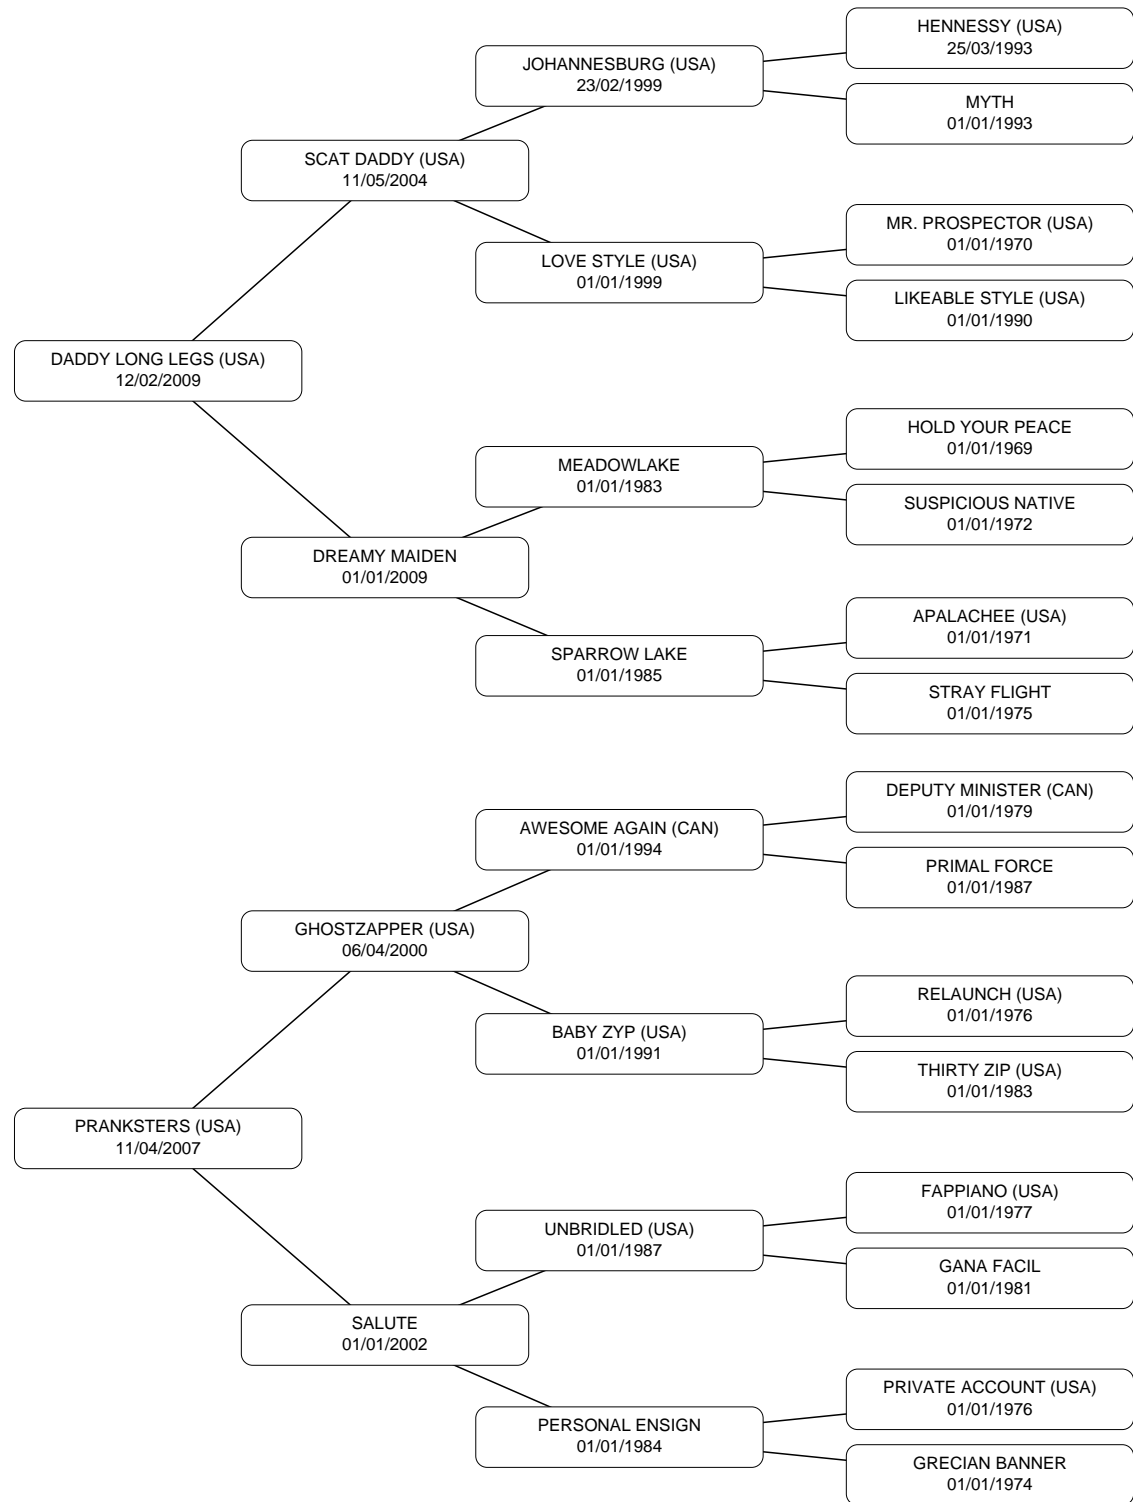 HENNESSY (USA)
25/03/1993
JOHANNESBURG (USA)
23/02/1999
MYTH
01/01/1993
SCAT DADDY (USA)
11/05/2004
MR. PROSPECTOR (USA)
01/01/1970
LOVE STYLE (USA)
01/01/1999
LIKEABLE STYLE (USA)
01/01/1990
DADDY LONG LEGS (USA)
12/02/2009
HOLD YOUR PEACE
01/01/1969
MEADOWLAKE
01/01/1983
SUSPICIOUS NATIVE
01/01/1972
DREAMY MAIDEN
01/01/2009
APALACHEE (USA)
01/01/1971
SPARROW LAKE
01/01/1985
STRAY FLIGHT
01/01/1975
DEPUTY MINISTER (CAN)
01/01/1979
AWESOME AGAIN (CAN)
01/01/1994
PRIMAL FORCE
01/01/1987
GHOSTZAPPER (USA)
06/04/2000
RELAUNCH (USA)
01/01/1976
BABY ZYP (USA)
01/01/1991
THIRTY ZIP (USA)
01/01/1983
PRANKSTERS (USA)
11/04/2007
FAPPIANO (USA)
01/01/1977
UNBRIDLED (USA)
01/01/1987
GANA FACIL
01/01/1981
SALUTE
01/01/2002
PRIVATE ACCOUNT (USA)
01/01/1976
PERSONAL ENSIGN
01/01/1984
GRECIAN BANNER
01/01/1974